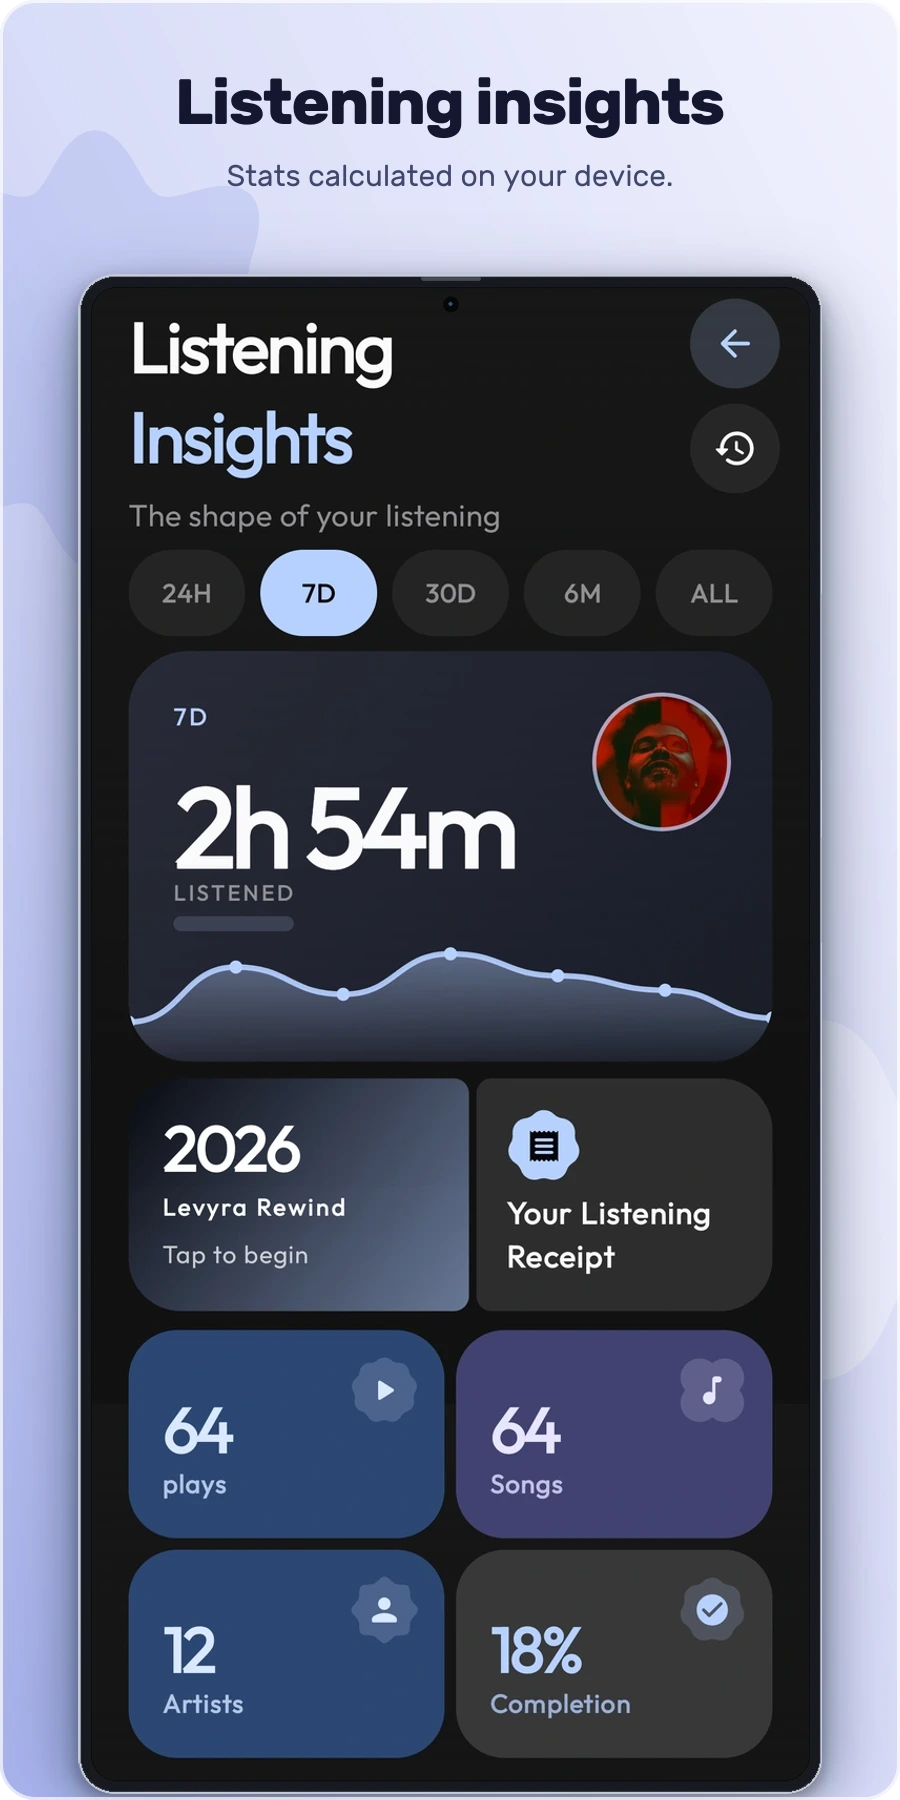 Listening insights
Stats calculated on your device.
Listening
Insights
The shape of your listening
24H 7D 30D 6M ALL
7D
2h 54m
LISTENED
2026
Levyra Rewind
Tap to begin
Your Listening
Receipt
64
plays
64
Songs
12
Artists
18%
Completion